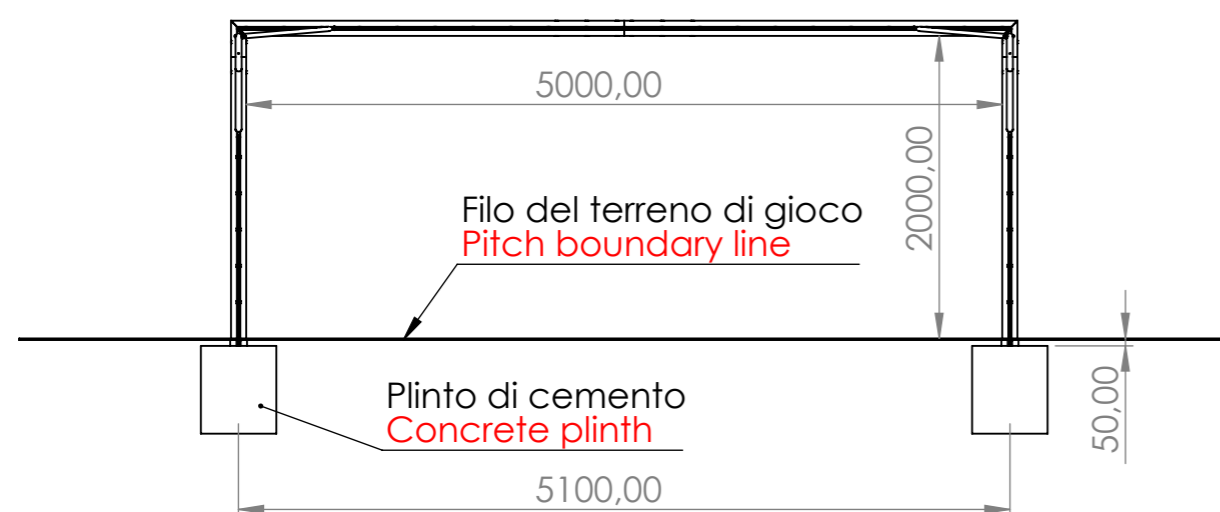 5000,00
2000,00
Filo del terreno di gioco
Pitch boundary line
Plinto di cemento
Concrete plinth
50,00
5100,00